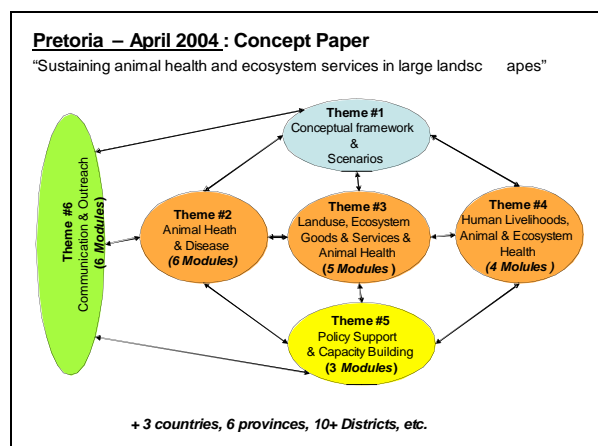 Pretoria – April 2004 : Concept Paper
“Sustaining animal health and ecosystem services in large landsc apes”
Theme #1
Conceptual framework
&
Scenarios
Theme #6
Communication & Outreach
(6 Modules)
Theme #2
Animal Heath
& Disease
(6 Modules)
Theme #3
Landuse, Ecosystem
Goods & Services &
Animal Health
(5 Modules )
Theme #4
Human Livelihoods,
Animal & Ecosystem
Health
(4 Molules )
Theme #5
Policy Support
& Capacity Building
(3 Modules)
+ 3 countries, 6 provinces, 10+ Districts, etc.